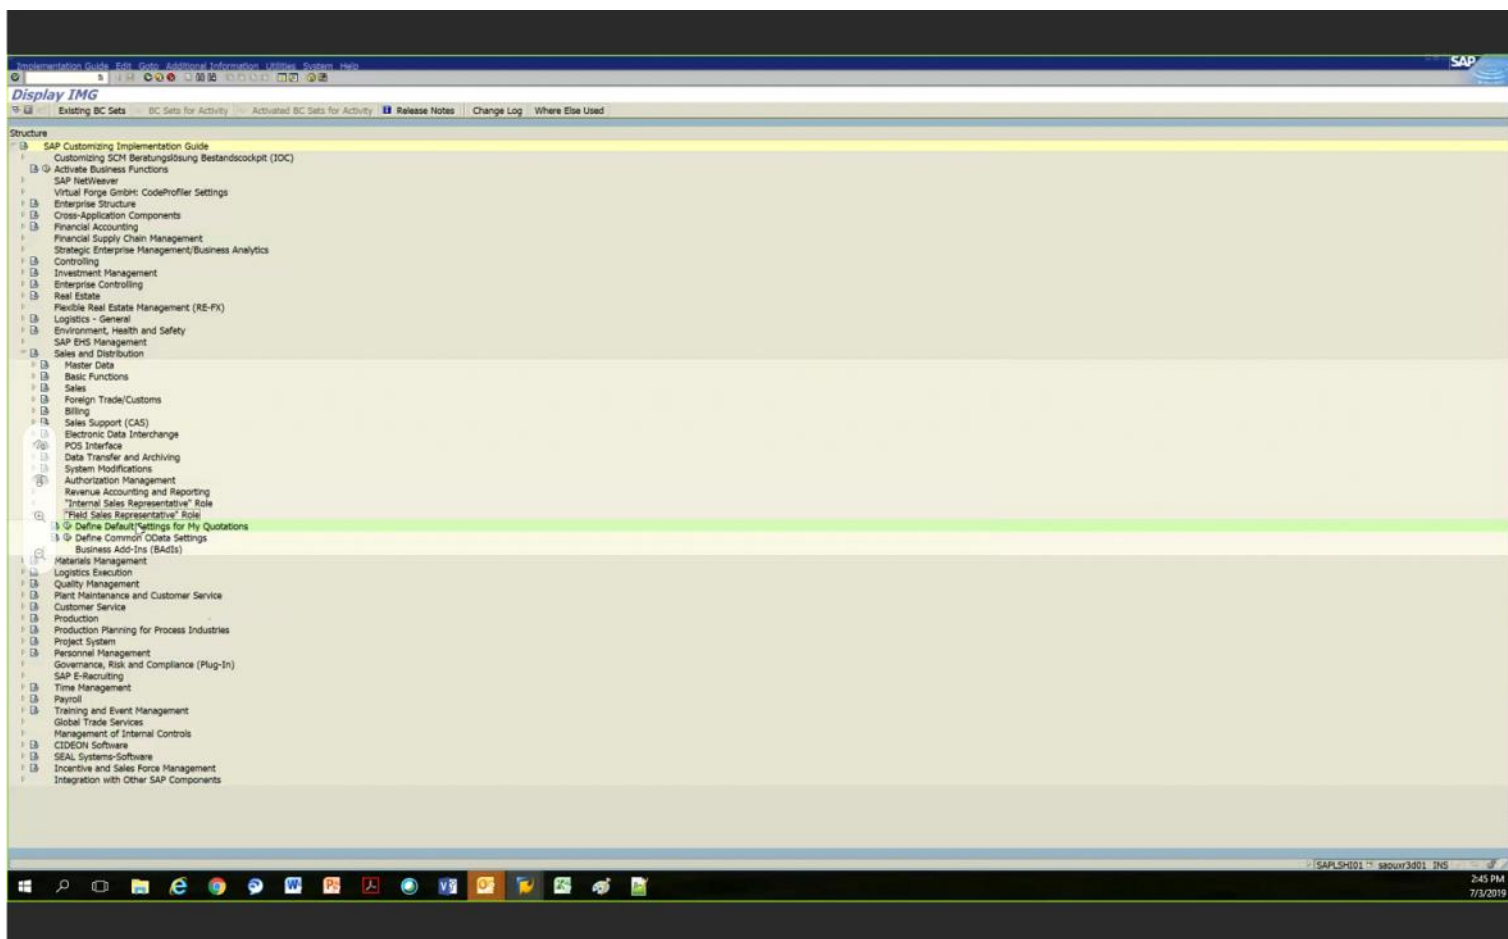 Implementation Guide Edit Goto Additional Information Utilities System Help
SAP
Display IMG
Existing BC Sets BC Sets for Activity Activated BC Sets for Activity Release Notes Change Log Where Else Used
Structure
SAP Customizing Implementation Guide
Customizing SCM Beratungslösung Bestandscockpit (IOC)
Activate Business Functions
SAP NetWeaver
Virtual Forge GmbH: CodeProfiler Settings
Enterprise Structure
Cross-Application Components
Financial Accounting
Financial Supply Chain Management
Strategic Enterprise Management/Business Analytics
Controlling
Investment Management
Enterprise Controlling
Real Estate
Flexible Real Estate Management (RE-FX)
Logistics - General
Environment, Health and Safety
SAP EHS Management
Sales and Distribution
Master Data
Basic Functions
Sales
Foreign Trade/Customs
Billing
Sales Support (CAS)
Electronic Data Interchange
POS Interface
Data Transfer and Archiving
System Modifications
Authorization Management
Revenue Accounting and Reporting
"Internal Sales Representative" Role
"Field Sales Representative" Role
Define Default Settings for My Quotations
Define Common OData Settings
Business Add-Ins (BAdIs)
Materials Management
Logistics Execution
Quality Management
Plant Maintenance and Customer Service
Customer Service
Production
Production Planning for Process Industries
Project System
Personnel Management
Governance, Risk and Compliance (Plug-In)
SAP E-Recruiting
Time Management
Payroll
Training and Event Management
Global Trade Services
Management of Internal Controls
CIDEON Software
SEAL Systems-Software
Incentive and Sales Force Management
Integration with Other SAP Components
SAPLSHI01 sapuxr3d01 INS
2:45 PM
7/3/2019